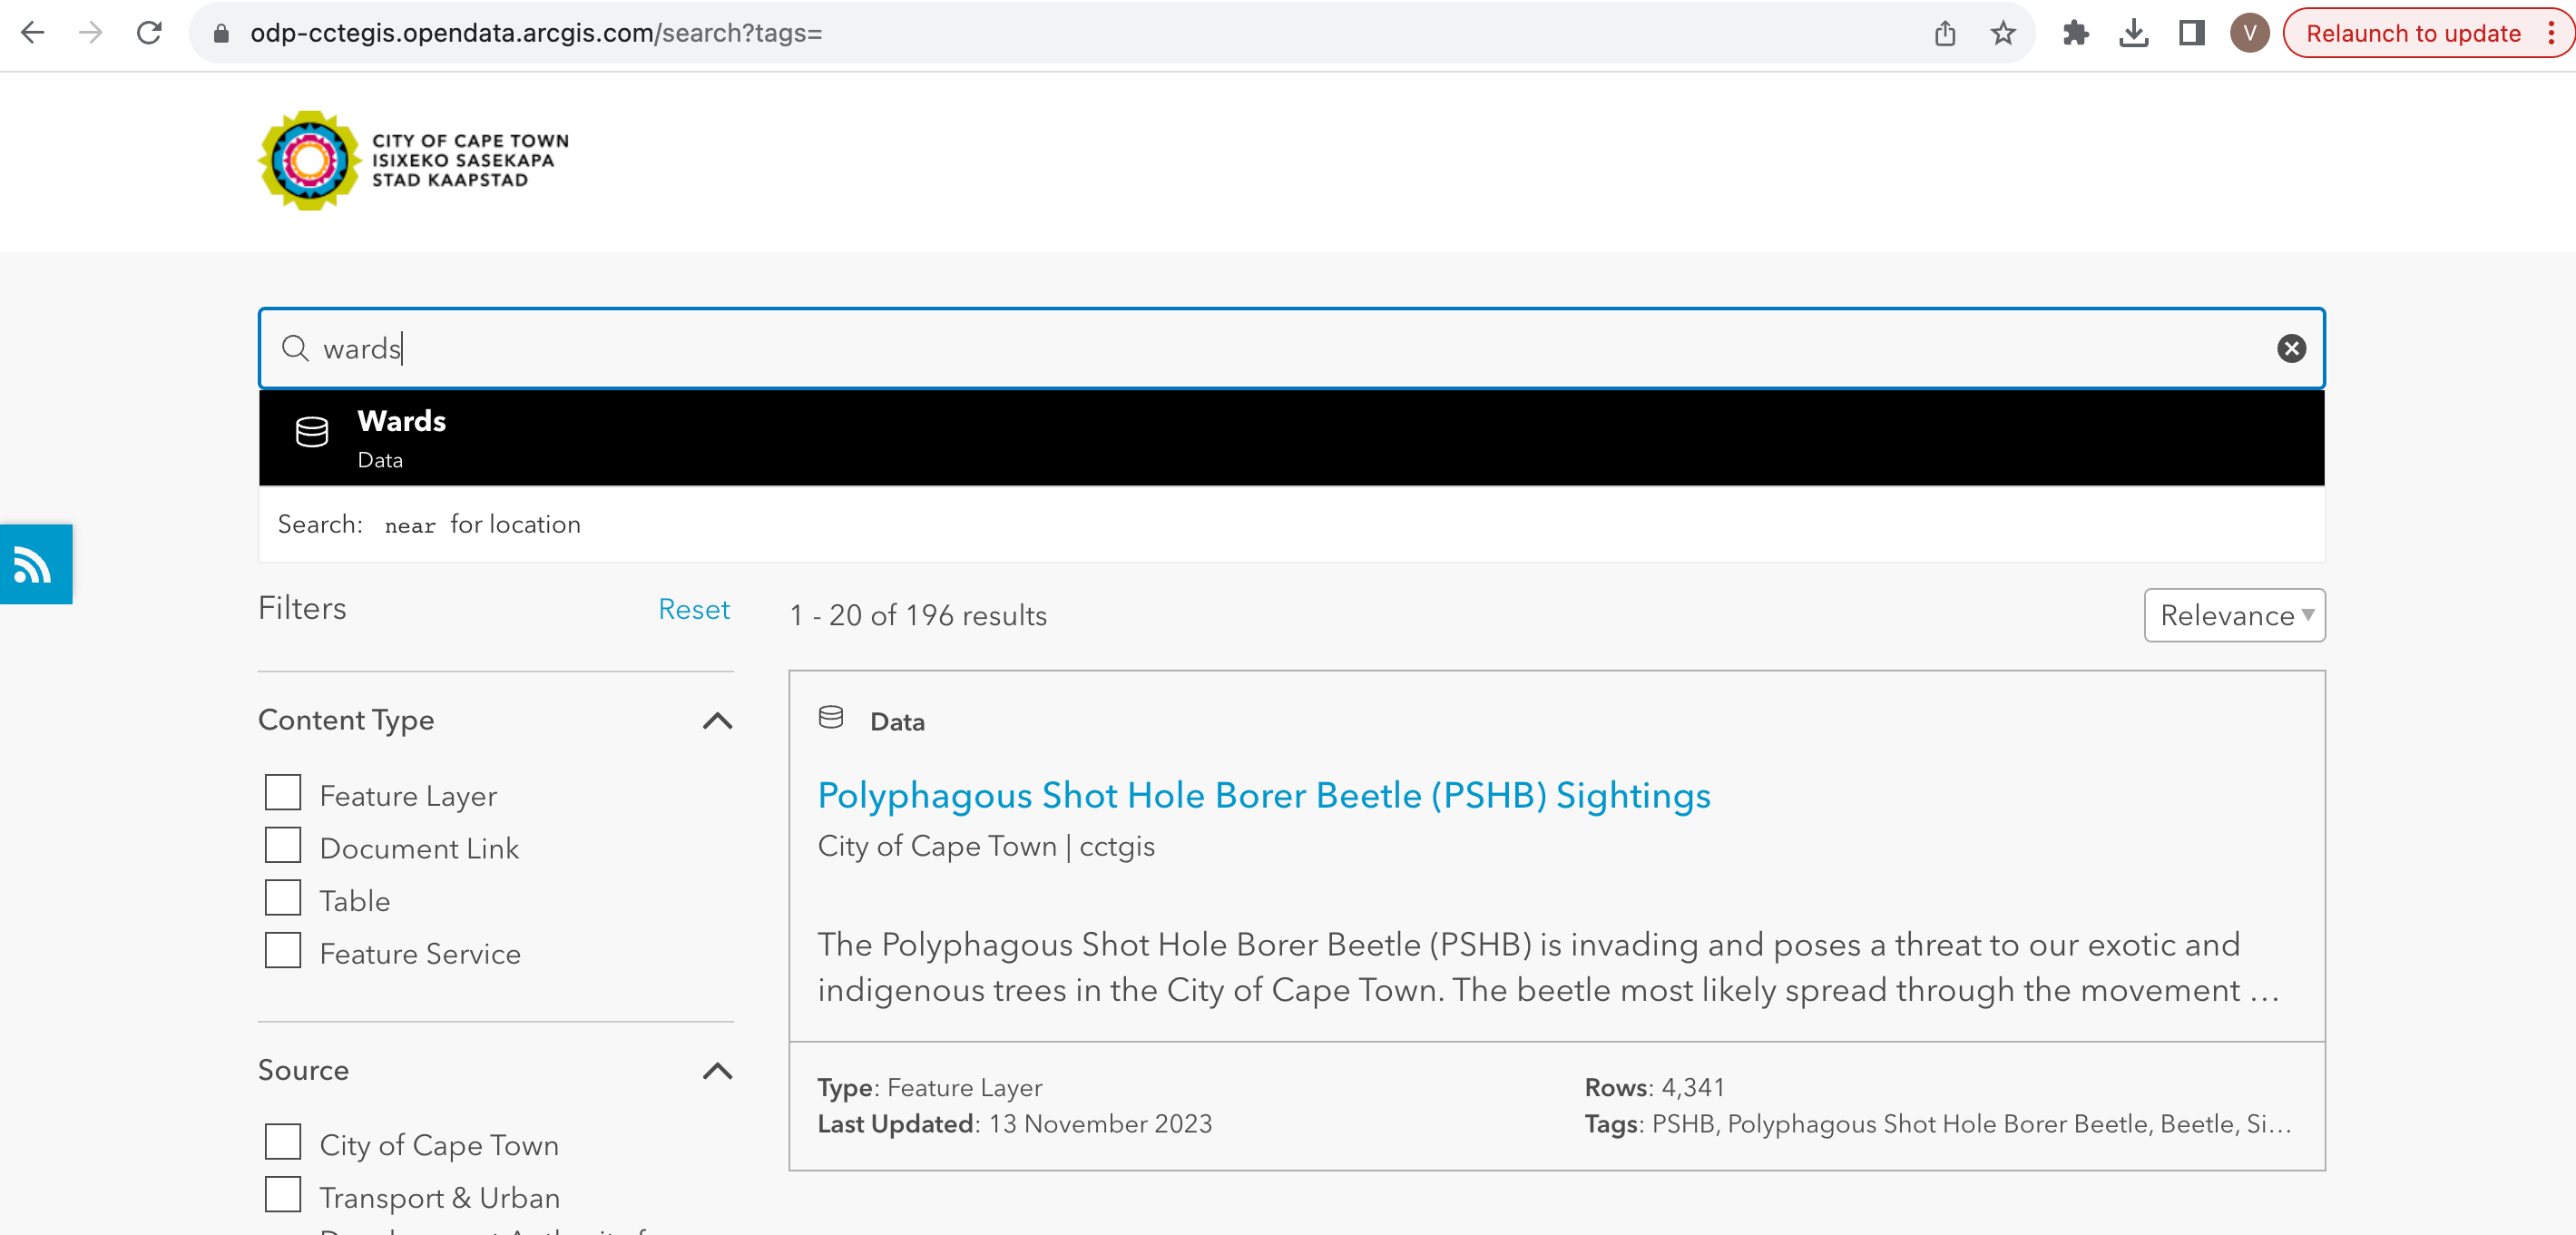 odp-cctegis.opendata.arcgis.com/search?tags=
V
Relaunch to update
CITY OF CAPE TOWN
ISIXEKO SASEKAPA
STAD KAAPSTAD
wards
Wards
Data
Search: near for location
Filters
Reset
1 - 20 of 196 results
Relevance
Content Type
Feature Layer
Document Link
Table
Feature Service
Source
City of Cape Town
Transport & Urban
Data
Polyphagous Shot Hole Borer Beetle (PSHB) Sightings
City of Cape Town | cctgis
The Polyphagous Shot Hole Borer Beetle (PSHB) is invading and poses a threat to our exotic and
indigenous trees in the City of Cape Town. The beetle most likely spread through the movement …
Type: Feature Layer
Last Updated: 13 November 2023
Rows: 4,341
Tags: PSHB, Polyphagous Shot Hole Borer Beetle, Beetle, Si…